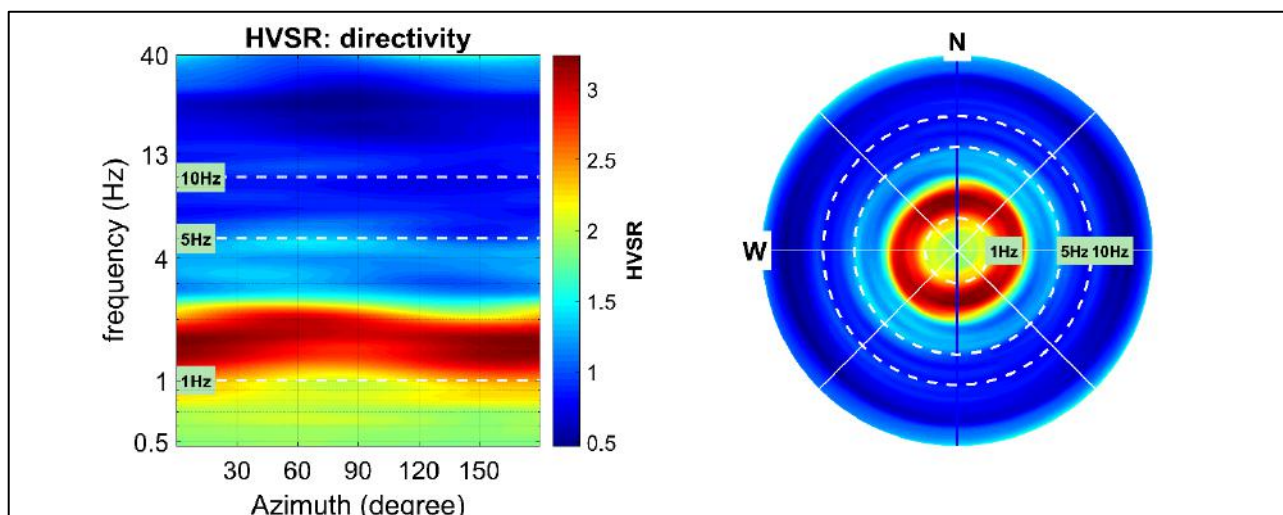 HVSR: directivity
40
13
4
1
0.5
frequency (Hz)
10Hz
5Hz
1Hz
30 60 90 120 150
Azimuth (degree)
3
2.5
2
1.5
1
0.5
HVSR
N
W
1Hz 5Hz 10Hz